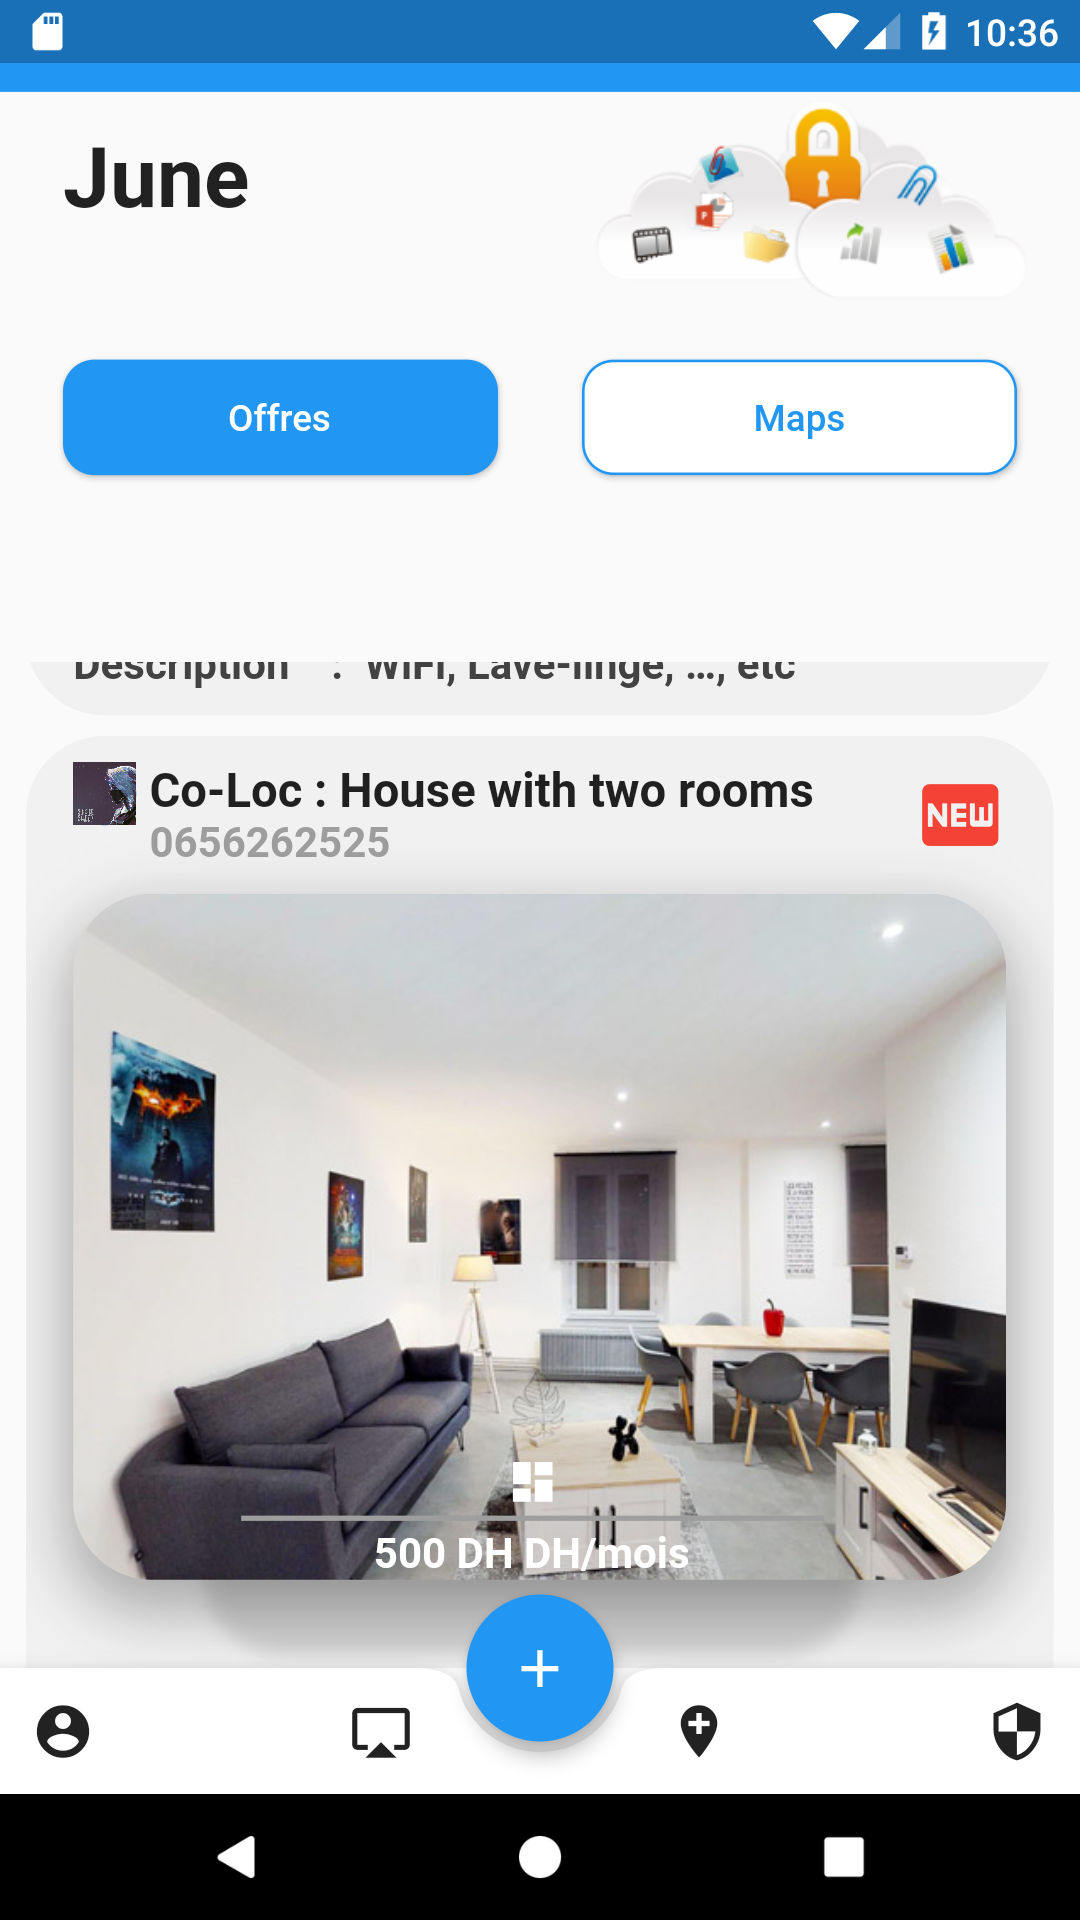 10:36
June
Offres
Maps
Description : WiFi, Lave-linge, ..., etc
Co-Loc : House with two rooms
NEW
0656262525
500 DH DH/mois